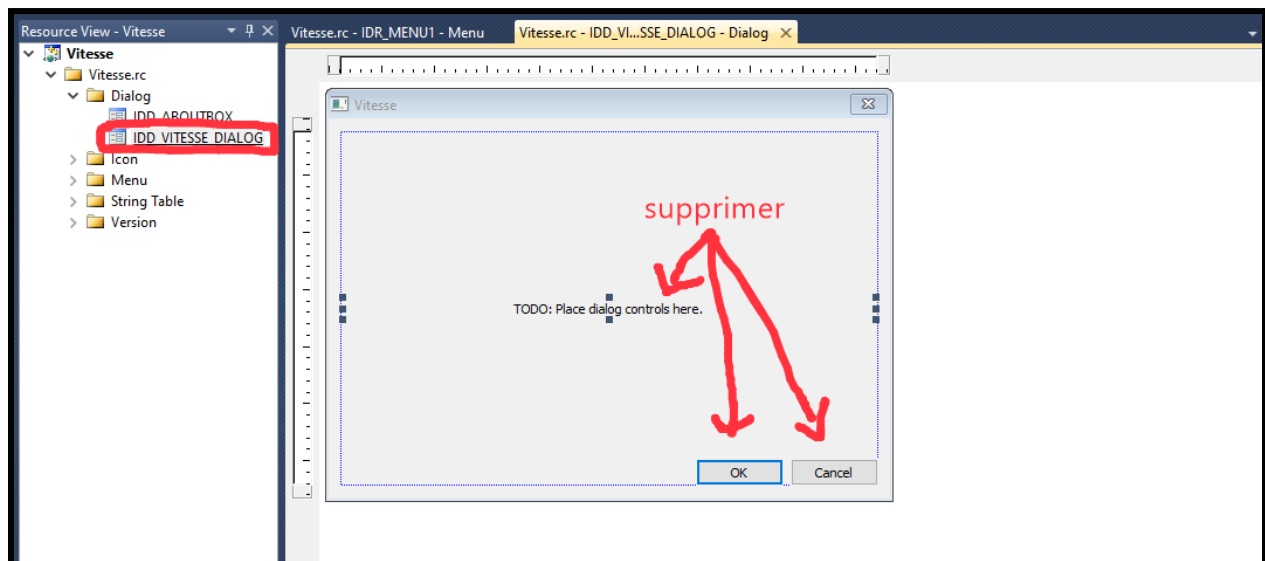 Resource View - Vitesse
Vitesse.rc - IDR_MENU1 - Menu
Vitesse.rc - IDD_VI...SSE_DIALOG - Dialog
Vitesse
Vitesse.rc
Dialog
IDD_ABOUTBOX
IDD_VITESSE_DIALOG
Icon
Menu
String Table
Version
Vitesse
supprimer
TODO: Place dialog controls here.
OK
Cancel